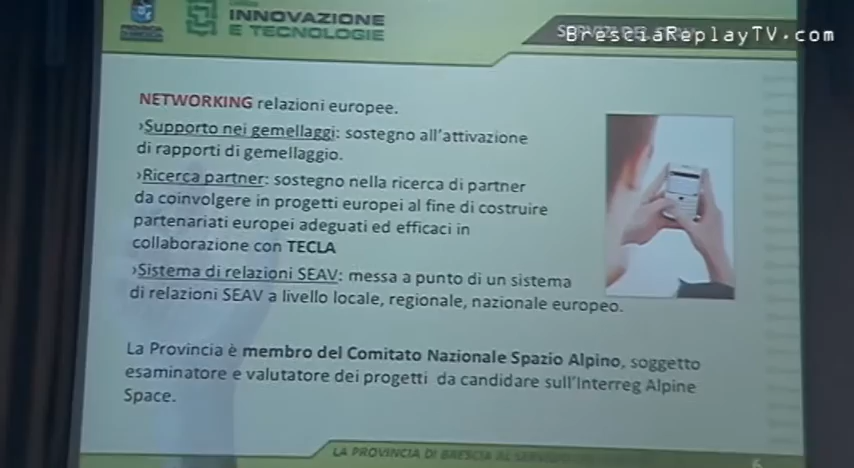 PROVINCIA
DI BRESCIA
INNOVAZIONE
E TECNOLOGIE
BresciaReplayTV.com
NETWORKING relazioni europee.
›Supporto nei gemellaggi: sostegno all'attivazione
di rapporti di gemellaggio.
›Ricerca partner: sostegno nella ricerca di partner
da coinvolgere in progetti europei al fine di costruire
partenariati europei adeguati ed efficaci in
collaborazione con TECLA
›Sistema di relazioni SEAV: messa a punto di un sistema
di relazioni SEAV a livello locale, regionale, nazionale europeo.
La Provincia è membro del Comitato Nazionale Spazio Alpino, soggetto
esaminatore e valutatore dei progetti da candidare sull'Interreg Alpine
Space.
LA PROVINCIA DI BRESCIA AL